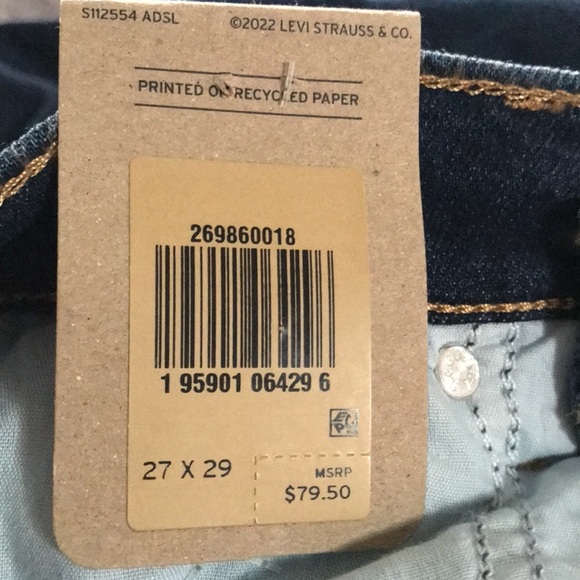 S112554 ADSL
©2022 LEVI STRAUSS & CO.
PRINTED ON RECYCLED PAPER
269860018
1 95901 06429 6
27 X 29
MSRP
$79.50